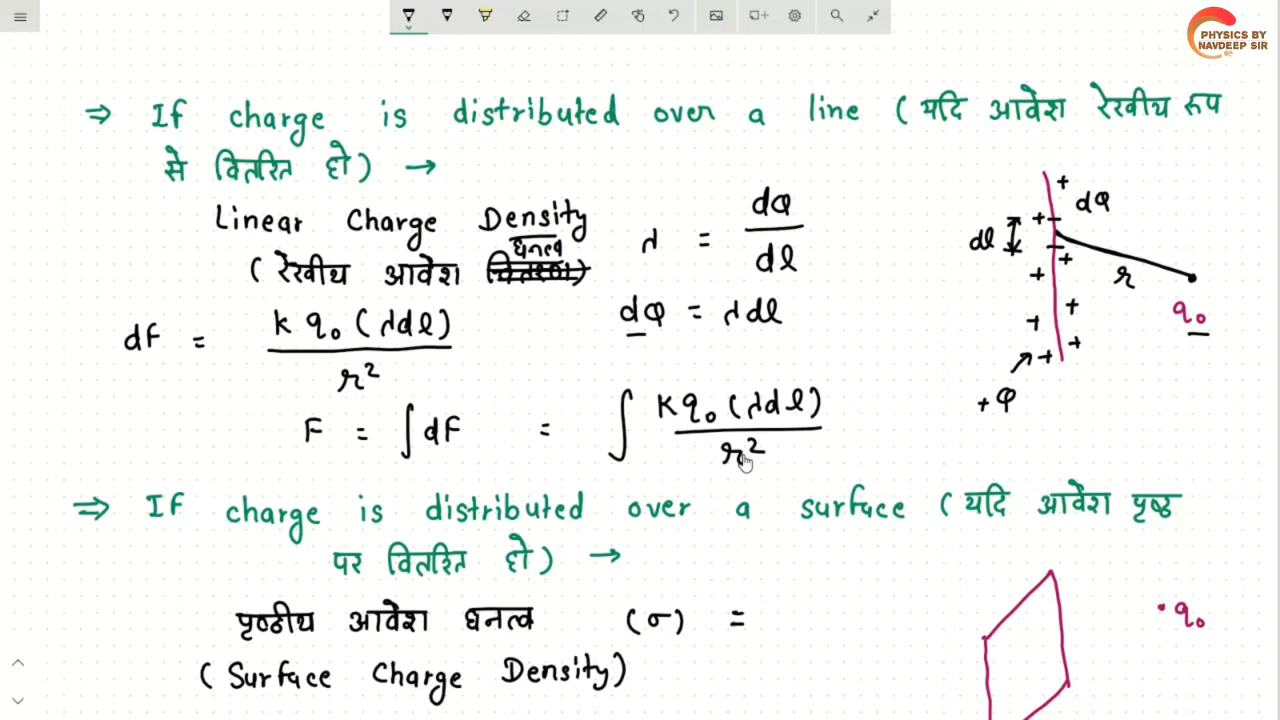 PHYSICS BY
NAVDEEP SIR
⇒ If charge is distributed over a line (यदि आवेश रेखीय रूप
से वितरित हो) →
Linear Charge Density λ = dQ/dl
(रेखीय आवेश घनत्व
dl dQ
r
q₀
+Q
dQ = λdl
dF = k q₀ (λdl) / r²
F = ∫dF = ∫ K q₀ (λdl) / r²
⇒ If charge is distributed over a surface (यदि आवेश पृष्ठ
पर वितरित हो) →
पृष्ठीय आवेश घनत्व (σ) =
(Surface Charge Density)
q₀